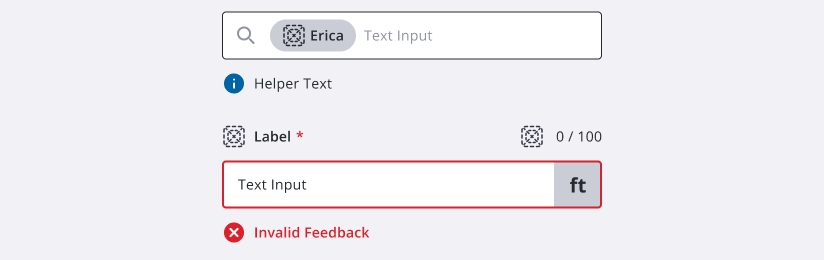 Erica Text Input
Helper Text
Label * 0 / 100
Text Input ft
Invalid Feedback